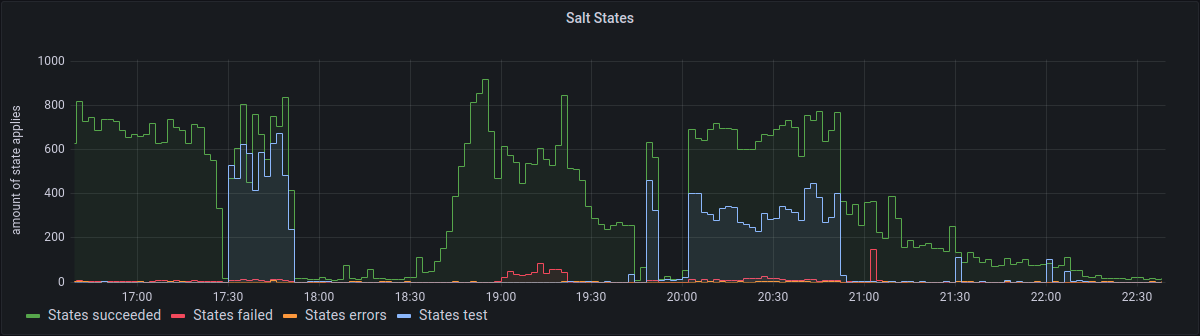 Salt States
amount of state applies
1000
800
600
400
200
0
17:00 17:30 18:00 18:30 19:00 19:30 20:00 20:30 21:00 21:30 22:00 22:30
States succeeded States failed States errors States test